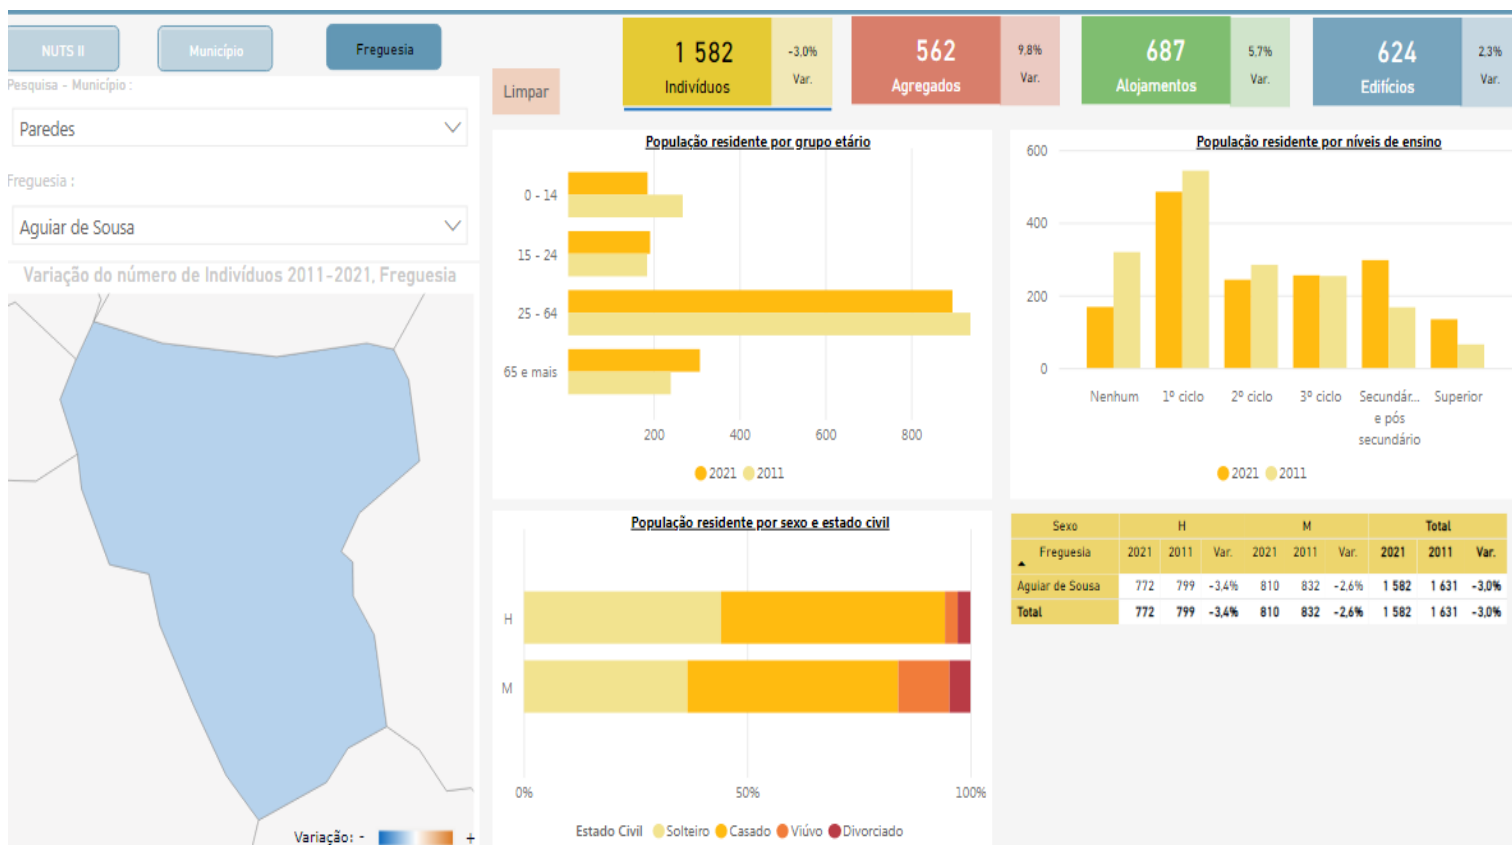 NUTS II
Município
Freguesia
Pesquisa - Município :
Paredes
Freguesia :
Aguiar de Sousa
Variação do número de Indivíduos 2011-2021, Freguesia
Variação: - +
Limpar
1 582
Indivíduos
-3,0%
Var.
562
Agregados
9,8%
Var.
687
Alojamentos
5,7%
Var.
624
Edifícios
2,3%
Var.
População residente por grupo etário
0 - 14
15 - 24
25 - 64
65 e mais
200 400 600 800
2021 2011
População residente por níveis de ensino
600
400
200
0
Nenhum 1º ciclo 2º ciclo 3º ciclo Secundár... Superior
e pós
secundário
2021 2011
População residente por sexo e estado civil
H
M
0% 50% 100%
Estado Civil Solteiro Casado Viúvo Divorciado
Sexo H M Total
Freguesia 2021 2011 Var. 2021 2011 Var. 2021 2011 Var.
Aguiar de Sousa 772 799 -3,4% 810 832 -2,6% 1 582 1 631 -3,0%
Total 772 799 -3,4% 810 832 -2,6% 1 582 1 631 -3,0%